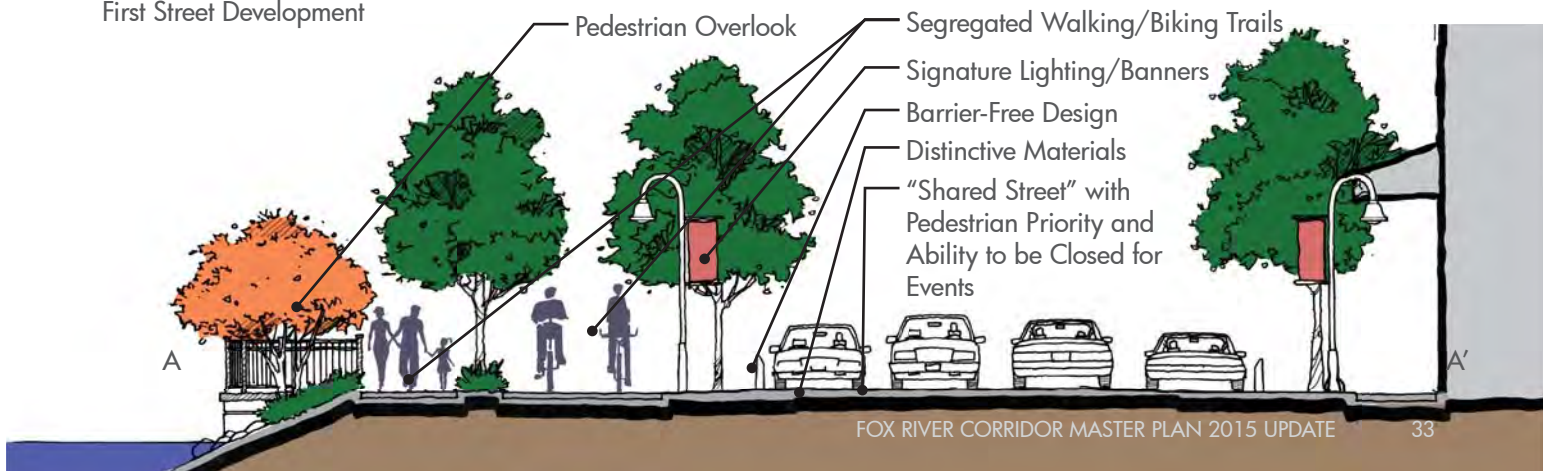 First Street Development
Pedestrian Overlook
Segregated Walking/Biking Trails
Signature Lighting/Banners
Barrier-Free Design
Distinctive Materials
“Shared Street” with
Pedestrian Priority and
Ability to be Closed for
Events
A
A’
FOX RIVER CORRIDOR MASTER PLAN 2015 UPDATE 33